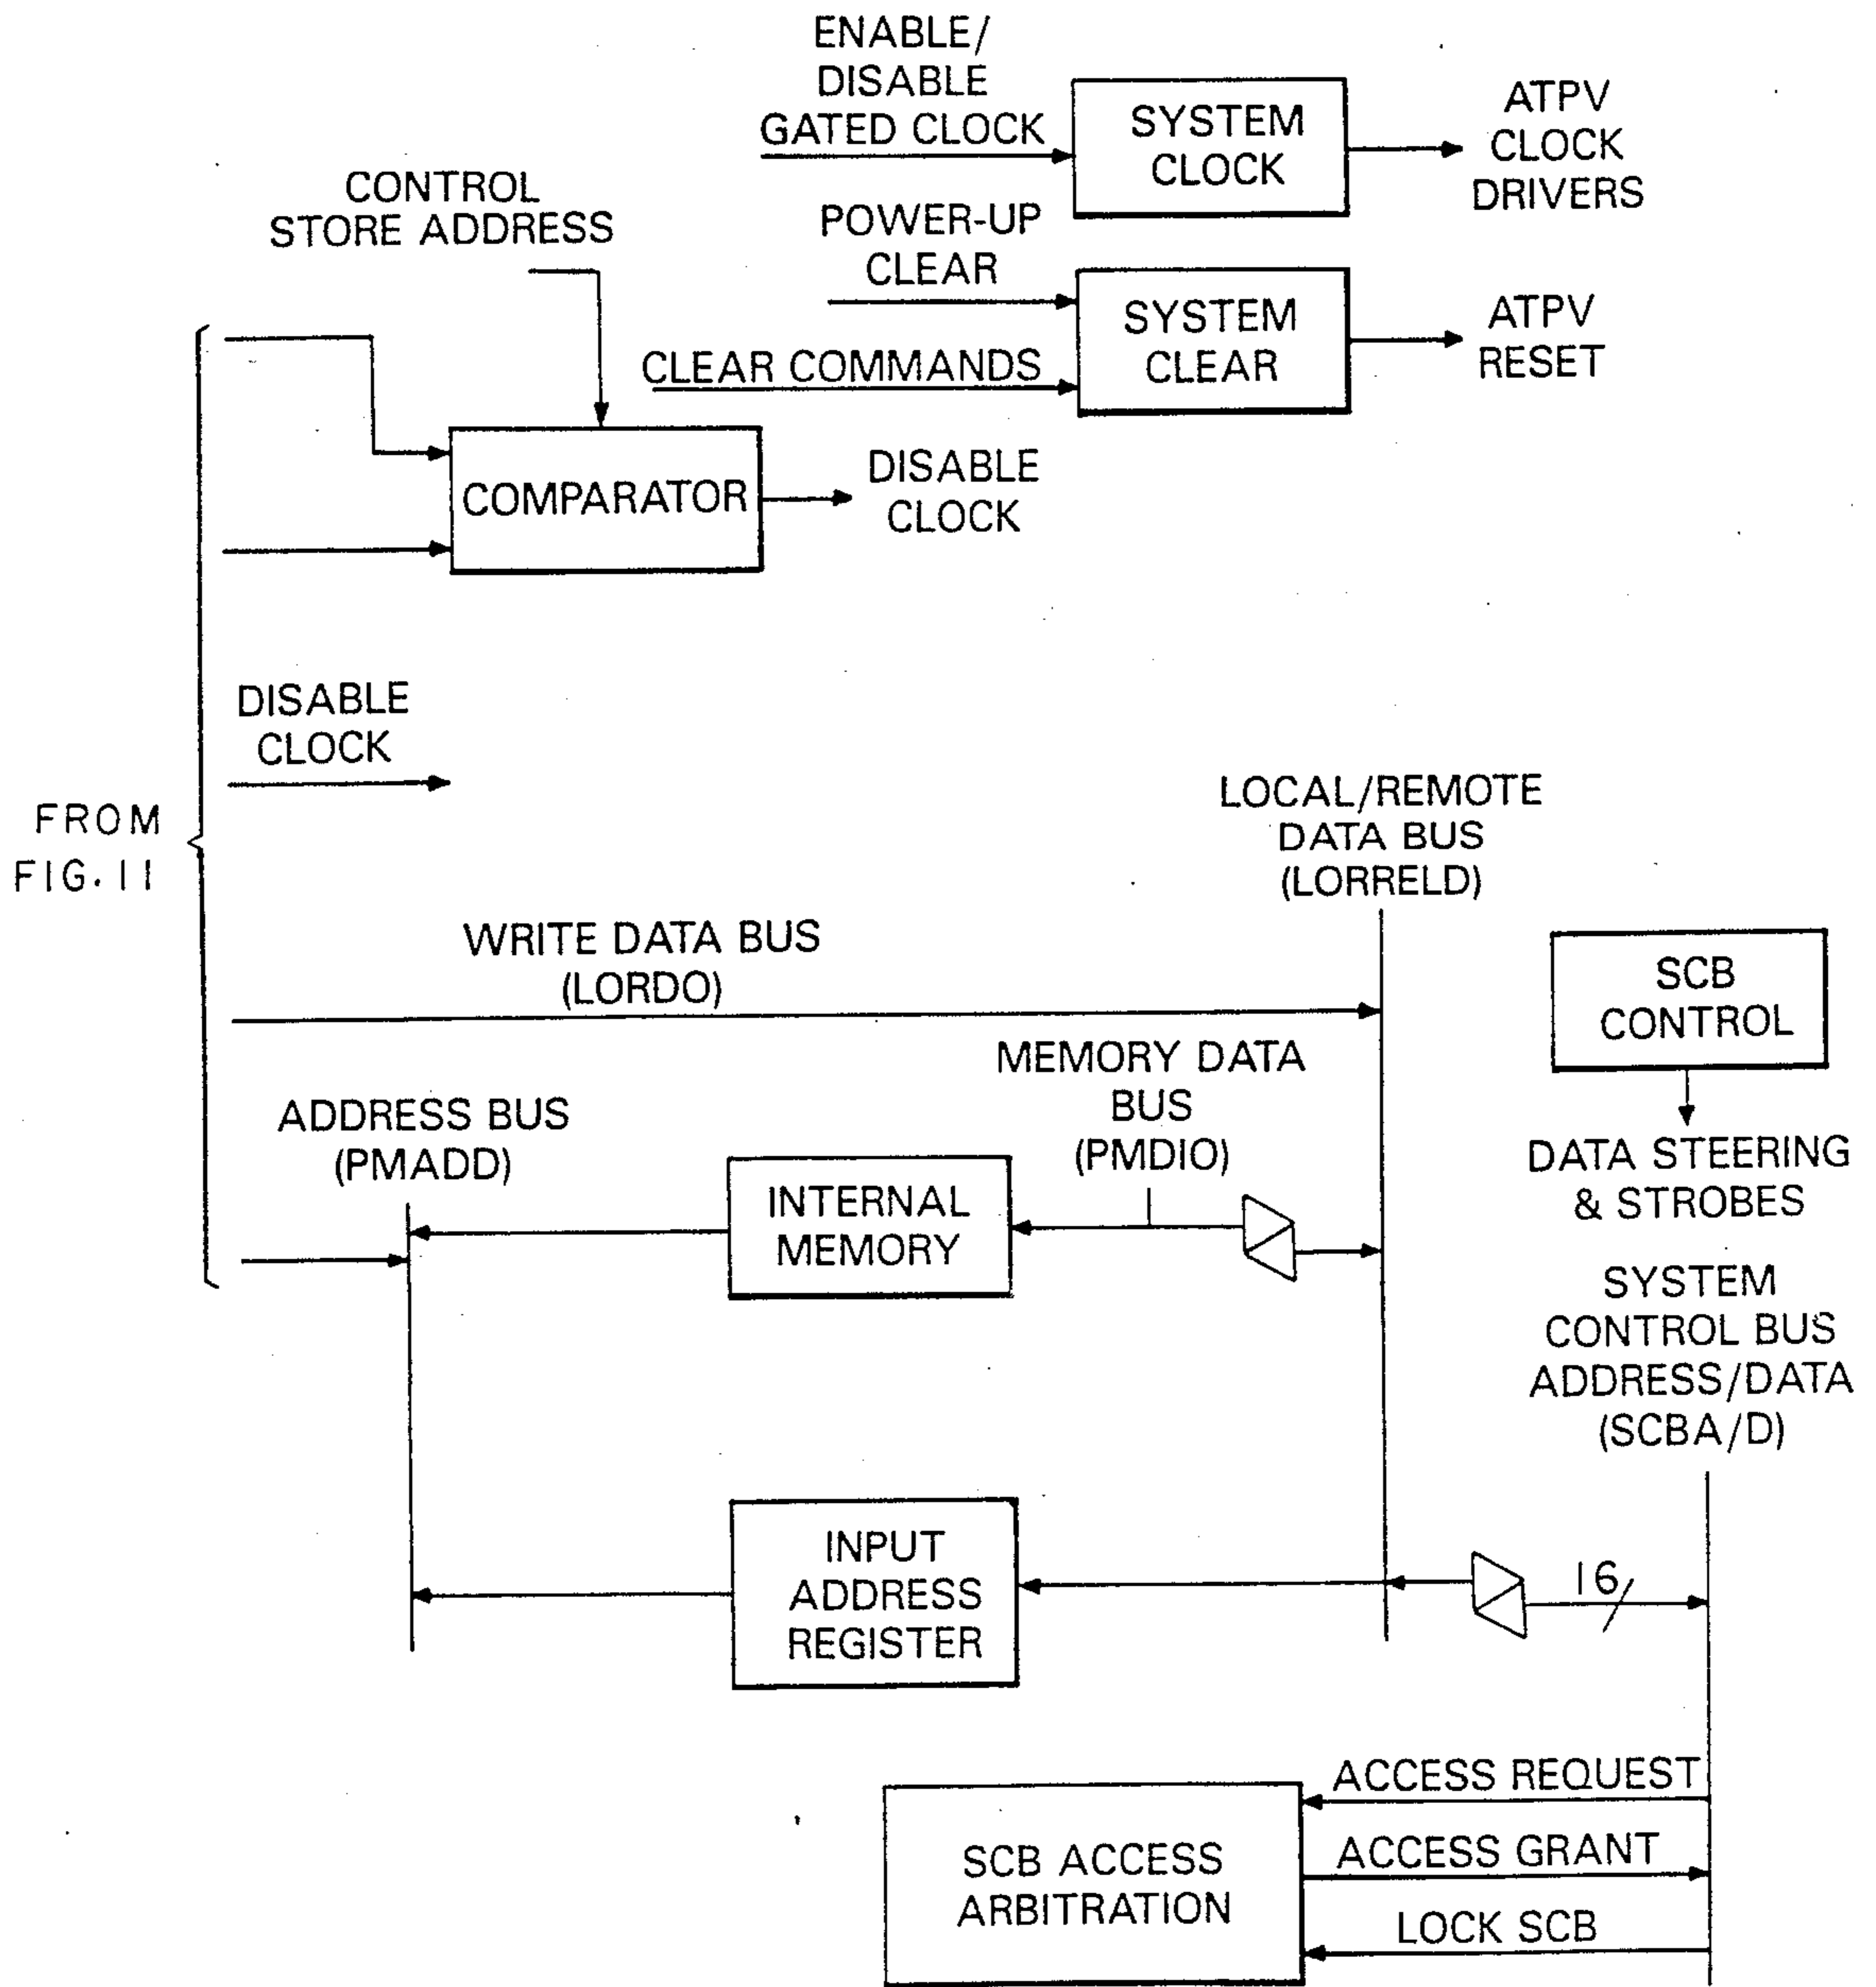 ENABLE/
DISABLE
GATED CLOCK
SYSTEM
CLOCK
ATPV
CLOCK
DRIVERS
CONTROL
STORE ADDRESS
POWER-UP
CLEAR
CLEAR COMMANDS
SYSTEM
CLEAR
ATPV
RESET
COMPARATOR
DISABLE
CLOCK
DISABLE
CLOCK
FROM
FIG. 11
LOCAL/REMOTE
DATA BUS
(LORRELD)
WRITE DATA BUS
(LORDO)
SCB
CONTROL
MEMORY DATA
BUS
(PMDIO)
ADDRESS BUS
(PMADD)
INTERNAL
MEMORY
DATA STEERING
& STROBES
SYSTEM
CONTROL BUS
ADDRESS/DATA
(SCBA/D)
INPUT
ADDRESS
REGISTER
16
ACCESS REQUEST
SCB ACCESS
ARBITRATION
ACCESS GRANT
LOCK SCB